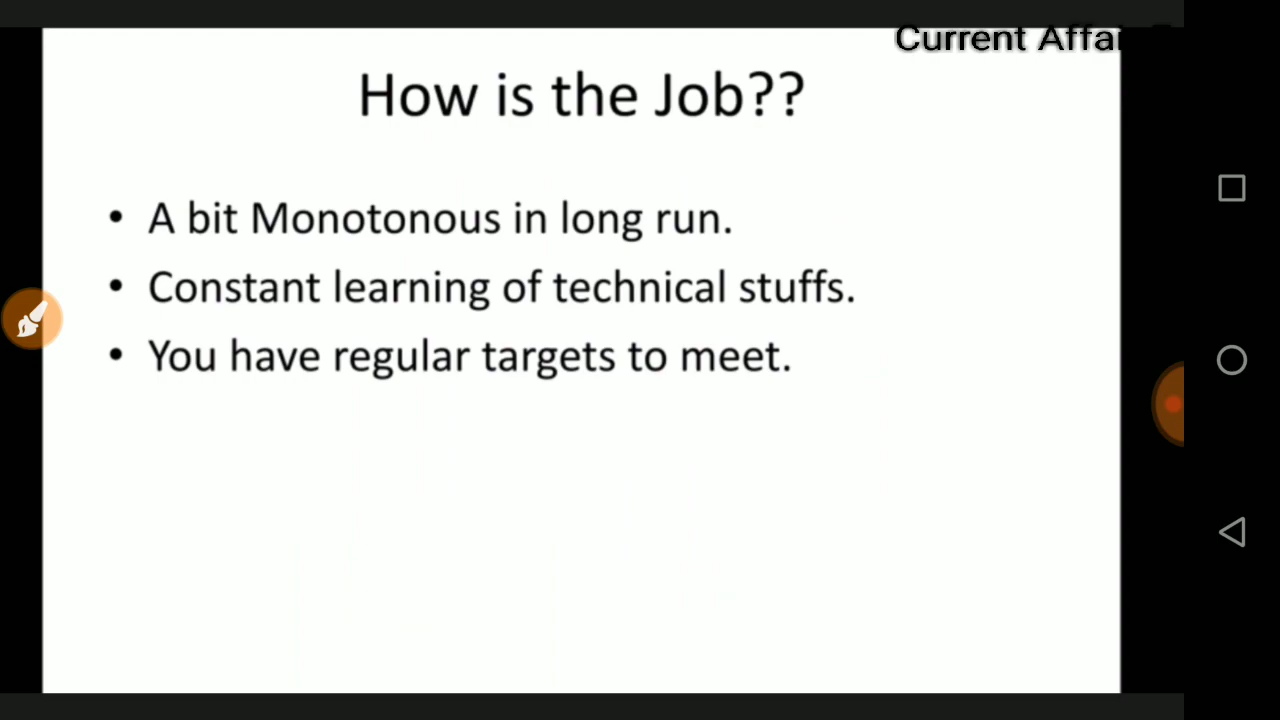 Current Affai
How is the Job??
• A bit Monotonous in long run.
• Constant learning of technical stuffs.
• You have regular targets to meet.